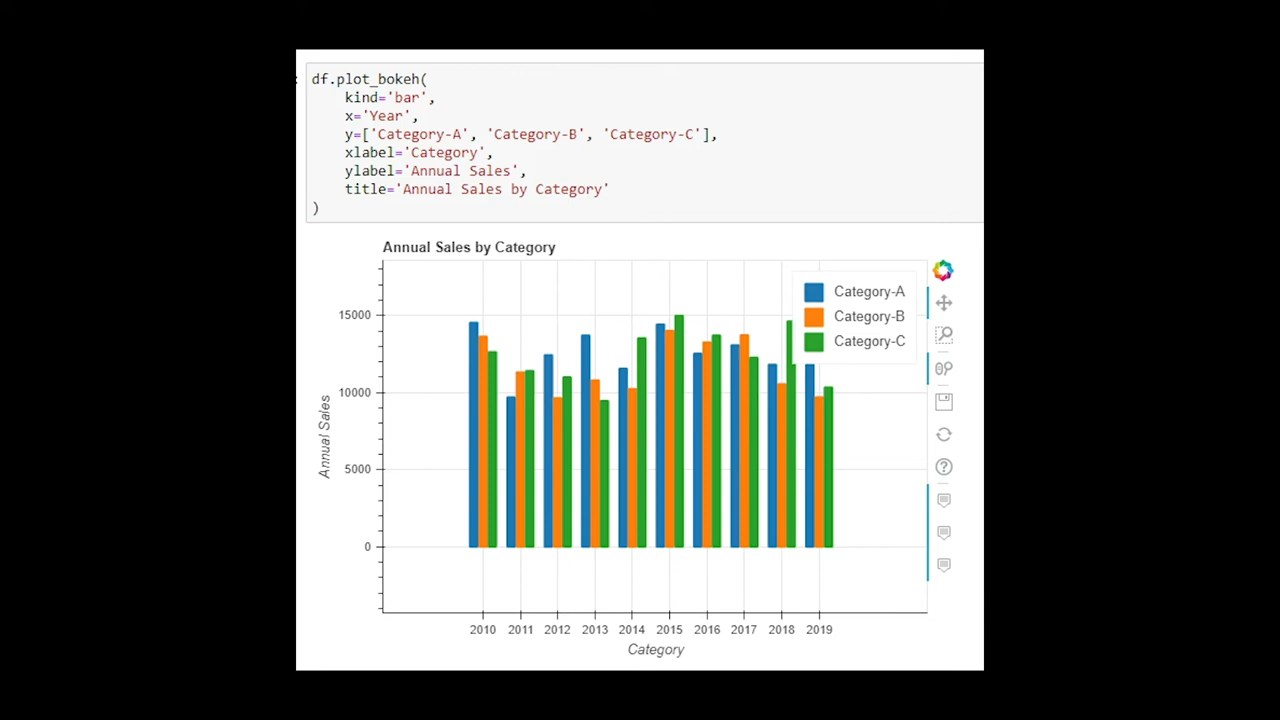 :
df.plot_bokeh(
    kind='bar',
    x='Year',
    y=['Category-A', 'Category-B', 'Category-C'],
    xlabel='Category',
    ylabel='Annual Sales',
    title='Annual Sales by Category'
)
Annual Sales by Category
Category-A
Category-B
Category-C
15000
10000
5000
0
Annual Sales
2010 2011 2012 2013 2014 2015 2016 2017 2018 2019
Category